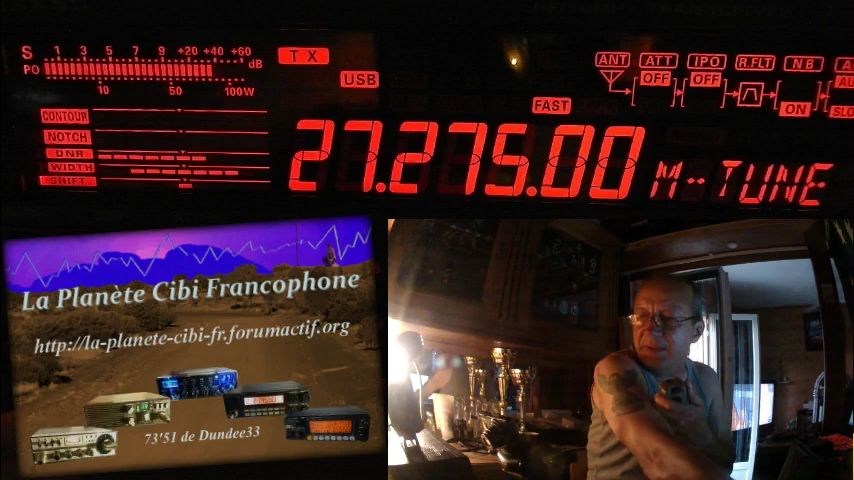 S 1 3 5 7 9 +20 +40 +60 dB
PO 10 50 100W
TX
USB
FAST
ANT ATT IPO R.FLT NB
OFF OFF ON
CONTOUR
NOTCH
DNR
WIDTH
SHIFT
27.275.00 M-TUNE
La Planète Cibi Francophone
http://la-planete-cibi-fr.forumactif.org
73'51 de Dundee33